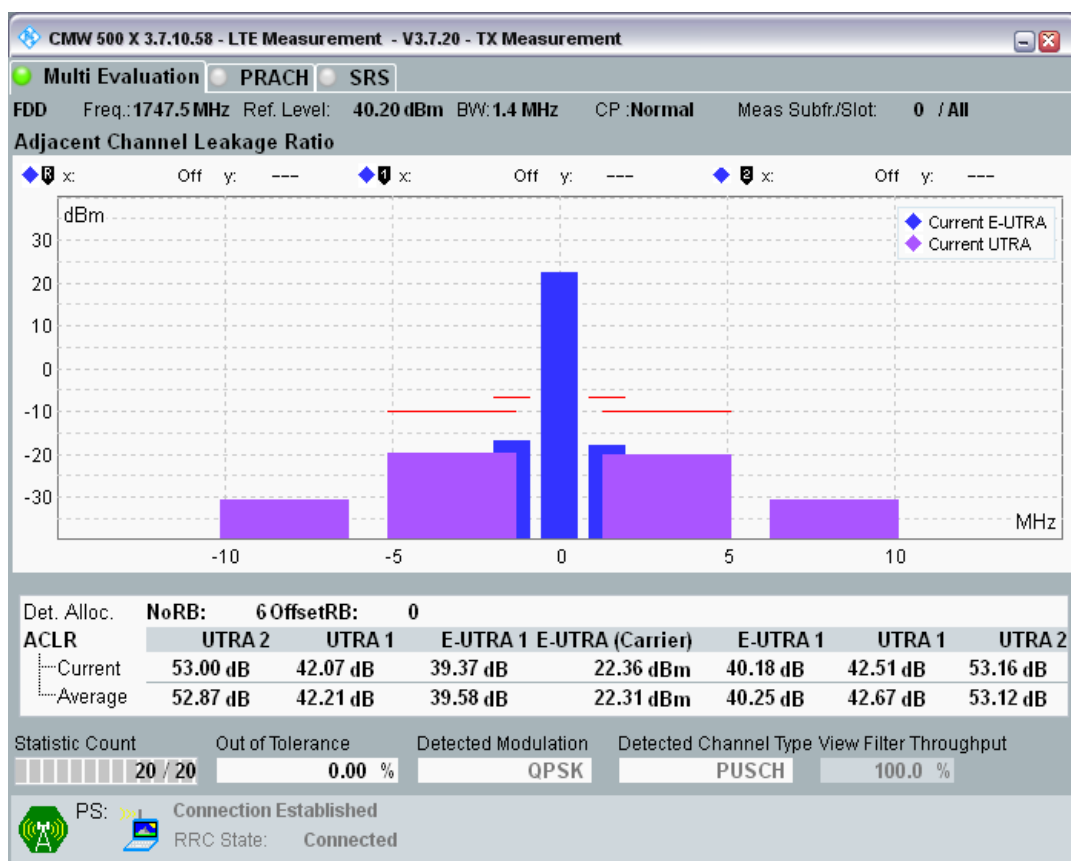 CMW 500 X 3.7.10.58 - LTE Measurement - V3.7.20 - TX Measurement
Multi Evaluation PRACH SRS
FDD Freq.: 1747.5 MHz Ref. Level: 40.20 dBm BW: 1.4 MHz CP : Normal Meas Subfr./Slot: 0 / All
Adjacent Channel Leakage Ratio
R x: Off y: --- 1 x: Off y: --- 2 x: Off y: ---
dBm
Current E-UTRA
Current UTRA
30
20
10
0
-10
-20
-30
MHz
-10 -5 0 5 10
Det. Alloc. NoRB: 6 OffsetRB: 0
ACLR UTRA 2 UTRA 1 E-UTRA 1 E-UTRA (Carrier) E-UTRA 1 UTRA 1 UTRA 2
Current 53.00 dB 42.07 dB 39.37 dB 22.36 dBm 40.18 dB 42.51 dB 53.16 dB
Average 52.87 dB 42.21 dB 39.58 dB 22.31 dBm 40.25 dB 42.67 dB 53.12 dB
Statistic Count Out of Tolerance Detected Modulation Detected Channel Type View Filter Throughput
20 / 20 0.00 % QPSK PUSCH 100.0 %
PS: Connection Established
RRC State: Connected